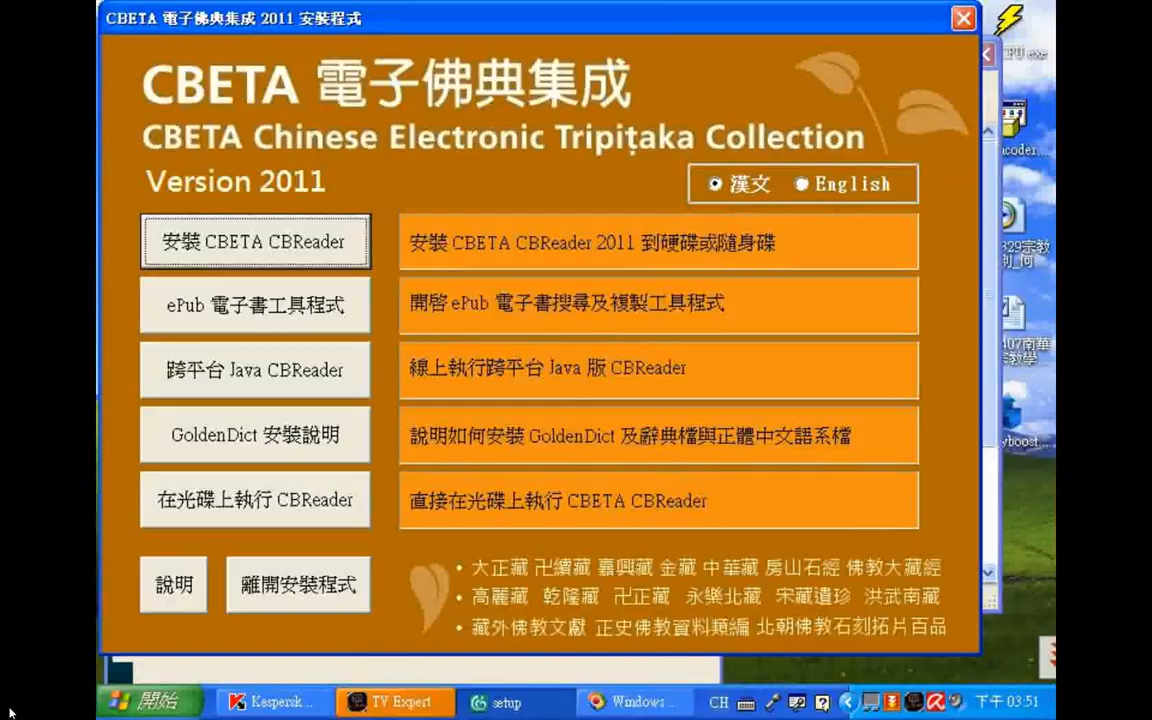 CBETA 電子佛典集成 2011 安裝程式
CBETA 電子佛典集成
CBETA Chinese Electronic Tripiṭaka Collection
Version 2011
漢文 English
安裝 CBETA CBReader
安裝 CBETA CBReader 2011 到硬碟或隨身碟
ePub 電子書工具程式
開啟 ePub 電子書搜尋及複製工具程式
跨平台 Java CBReader
線上執行跨平台 Java 版 CBReader
GoldenDict 安裝說明
說明如何安裝 GoldenDict 及辭典檔與正體中文語系檔
在光碟上執行 CBReader
直接在光碟上執行 CBETA CBReader
說明
離開安裝程式
• 大正藏 卍續藏 嘉興藏 金藏 中華藏 房山石經 佛教大藏經
• 高麗藏 乾隆藏 卍正藏 永樂北藏 宋藏遺珍 洪武南藏
• 藏外佛教文獻 正史佛教資料類編 北朝佛教石刻拓片百品
開始
Kaspersk...
TV Expert
setup
Windows ...
CH
下午 03:51